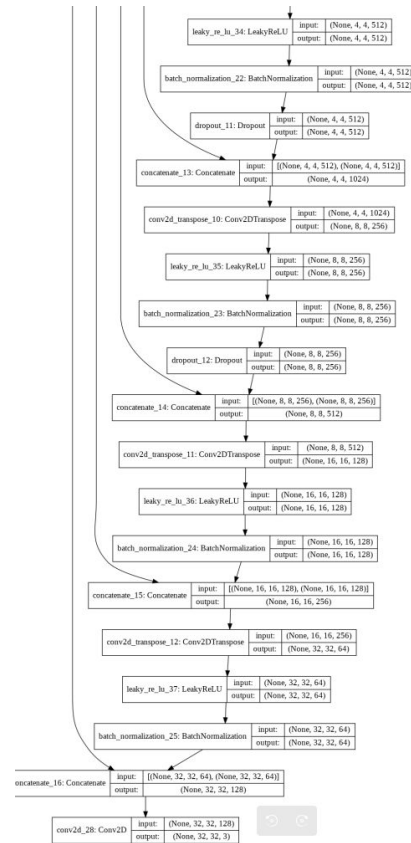 leaky_re_lu_34: LeakyReLU input: (None, 4, 4, 512)
output: (None, 4, 4, 512)
batch_normalization_22: BatchNormalization input: (None, 4, 4, 512)
output: (None, 4, 4, 512)
dropout_11: Dropout input: (None, 4, 4, 512)
output: (None, 4, 4, 512)
concatenate_13: Concatenate input: [(None, 4, 4, 512), (None, 4, 4, 512)]
output: (None, 4, 4, 1024)
conv2d_transpose_10: Conv2DTranspose input: (None, 4, 4, 1024)
output: (None, 8, 8, 256)
leaky_re_lu_35: LeakyReLU input: (None, 8, 8, 256)
output: (None, 8, 8, 256)
batch_normalization_23: BatchNormalization input: (None, 8, 8, 256)
output: (None, 8, 8, 256)
dropout_12: Dropout input: (None, 8, 8, 256)
output: (None, 8, 8, 256)
concatenate_14: Concatenate input: [(None, 8, 8, 256), (None, 8, 8, 256)]
output: (None, 8, 8, 512)
conv2d_transpose_11: Conv2DTranspose input: (None, 8, 8, 512)
output: (None, 16, 16, 128)
leaky_re_lu_36: LeakyReLU input: (None, 16, 16, 128)
output: (None, 16, 16, 128)
batch_normalization_24: BatchNormalization input: (None, 16, 16, 128)
output: (None, 16, 16, 128)
concatenate_15: Concatenate input: [(None, 16, 16, 128), (None, 16, 16, 128)]
output: (None, 16, 16, 256)
conv2d_transpose_12: Conv2DTranspose input: (None, 16, 16, 256)
output: (None, 32, 32, 64)
leaky_re_lu_37: LeakyReLU input: (None, 32, 32, 64)
output: (None, 32, 32, 64)
batch_normalization_25: BatchNormalization input: (None, 32, 32, 64)
output: (None, 32, 32, 64)
oncatenate_16: Concatenate input: [(None, 32, 32, 64), (None, 32, 32, 64)]
output: (None, 32, 32, 128)
conv2d_28: Conv2D input: (None, 32, 32, 128)
output: (None, 32, 32, 3)